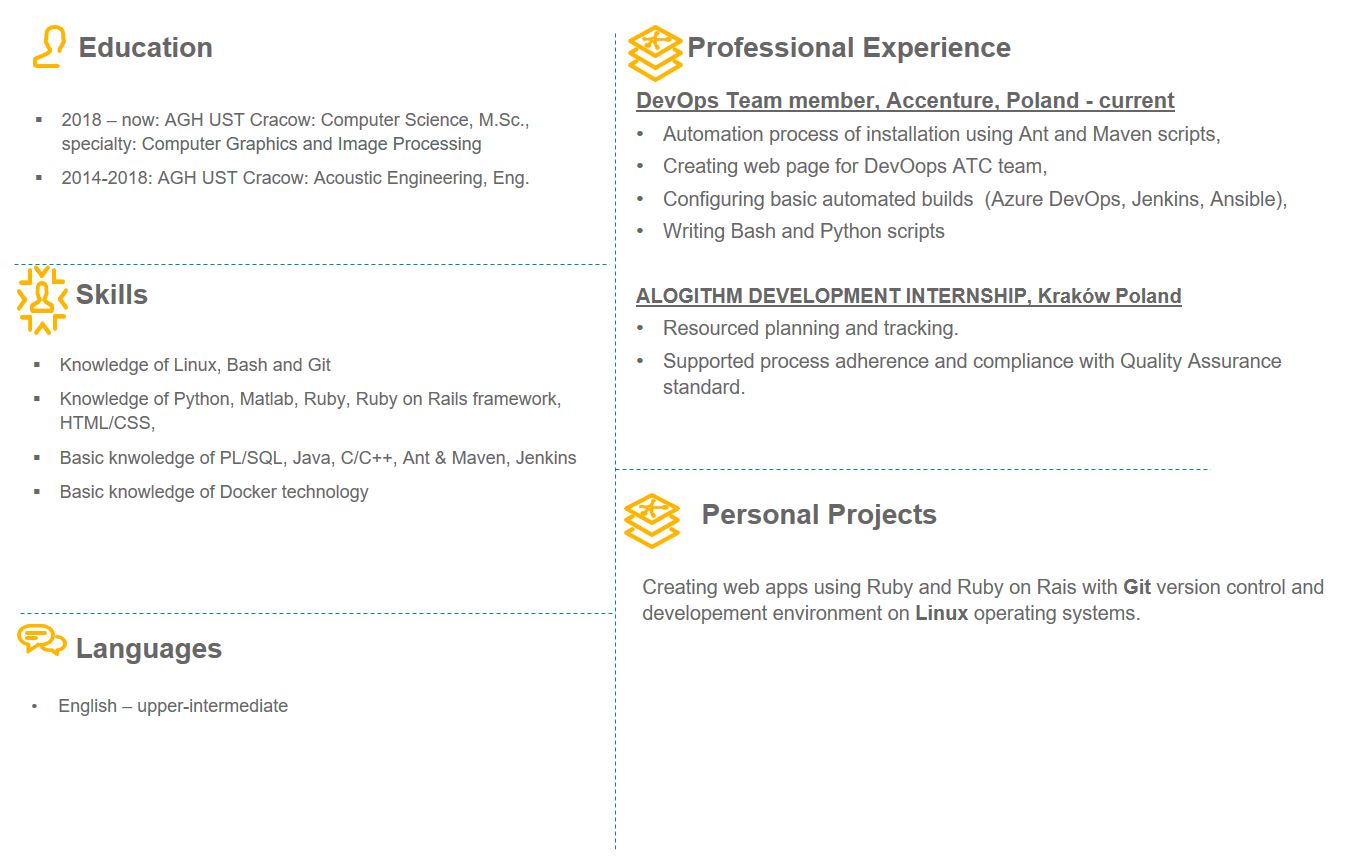 Education
2018 – now: AGH UST Cracow: Computer Science, M.Sc.,
specialty: Computer Graphics and Image Processing
2014-2018: AGH UST Cracow: Acoustic Engineering, Eng.
Skills
Knowledge of Linux, Bash and Git
Knowledge of Python, Matlab, Ruby, Ruby on Rails framework,
HTML/CSS,
Basic knwoledge of PL/SQL, Java, C/C++, Ant & Maven, Jenkins
Basic knowledge of Docker technology
Languages
English – upper-intermediate
Professional Experience
DevOps Team member, Accenture, Poland - current
Automation process of installation using Ant and Maven scripts,
Creating web page for DevOops ATC team,
Configuring basic automated builds  (Azure DevOps, Jenkins, Ansible),
Writing Bash and Python scripts
ALOGITHM DEVELOPMENT INTERNSHIP, Kraków Poland
Resourced planning and tracking.
Supported process adherence and compliance with Quality Assurance
standard.
Personal Projects
Creating web apps using Ruby and Ruby on Rais with Git version control and
developement environment on Linux operating systems.